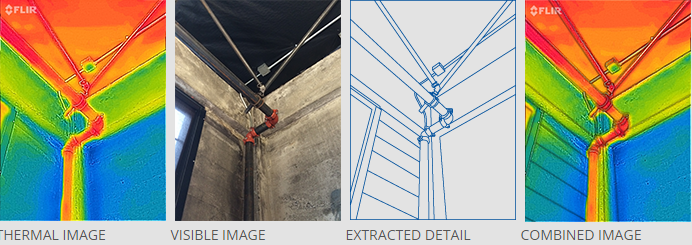 FLIR
FLIR
THERMAL IMAGE
VISIBLE IMAGE
EXTRACTED DETAIL
COMBINED IMAGE